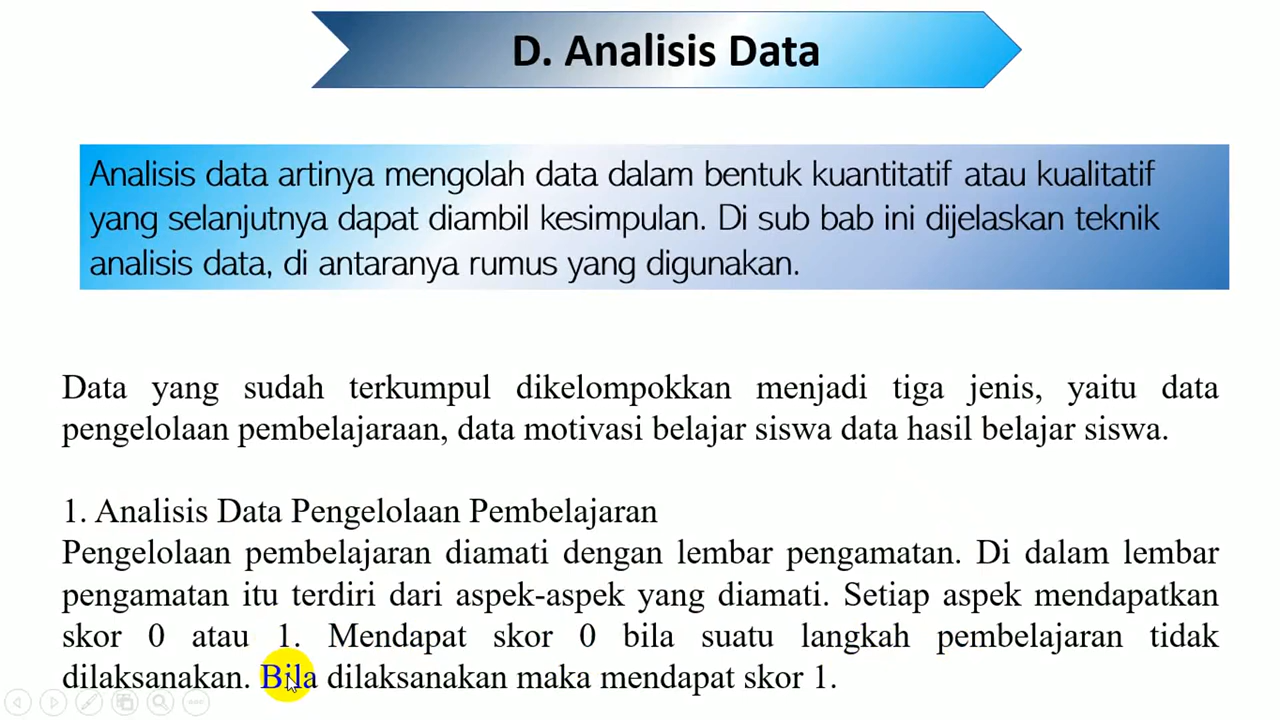 D. Analisis Data
Analisis data artinya mengolah data dalam bentuk kuantitatif atau kualitatif
yang selanjutnya dapat diambil kesimpulan. Di sub bab ini dijelaskan teknik
analisis data, di antaranya rumus yang digunakan.
Data yang sudah terkumpul dikelompokkan menjadi tiga jenis, yaitu data
pengelolaan pembelajaraan, data motivasi belajar siswa data hasil belajar siswa.
1. Analisis Data Pengelolaan Pembelajaran
Pengelolaan pembelajaran diamati dengan lembar pengamatan. Di dalam lembar
pengamatan itu terdiri dari aspek-aspek yang diamati. Setiap aspek mendapatkan
skor 0 atau 1. Mendapat skor 0 bila suatu langkah pembelajaran tidak
dilaksanakan. Bila dilaksanakan maka mendapat skor 1.